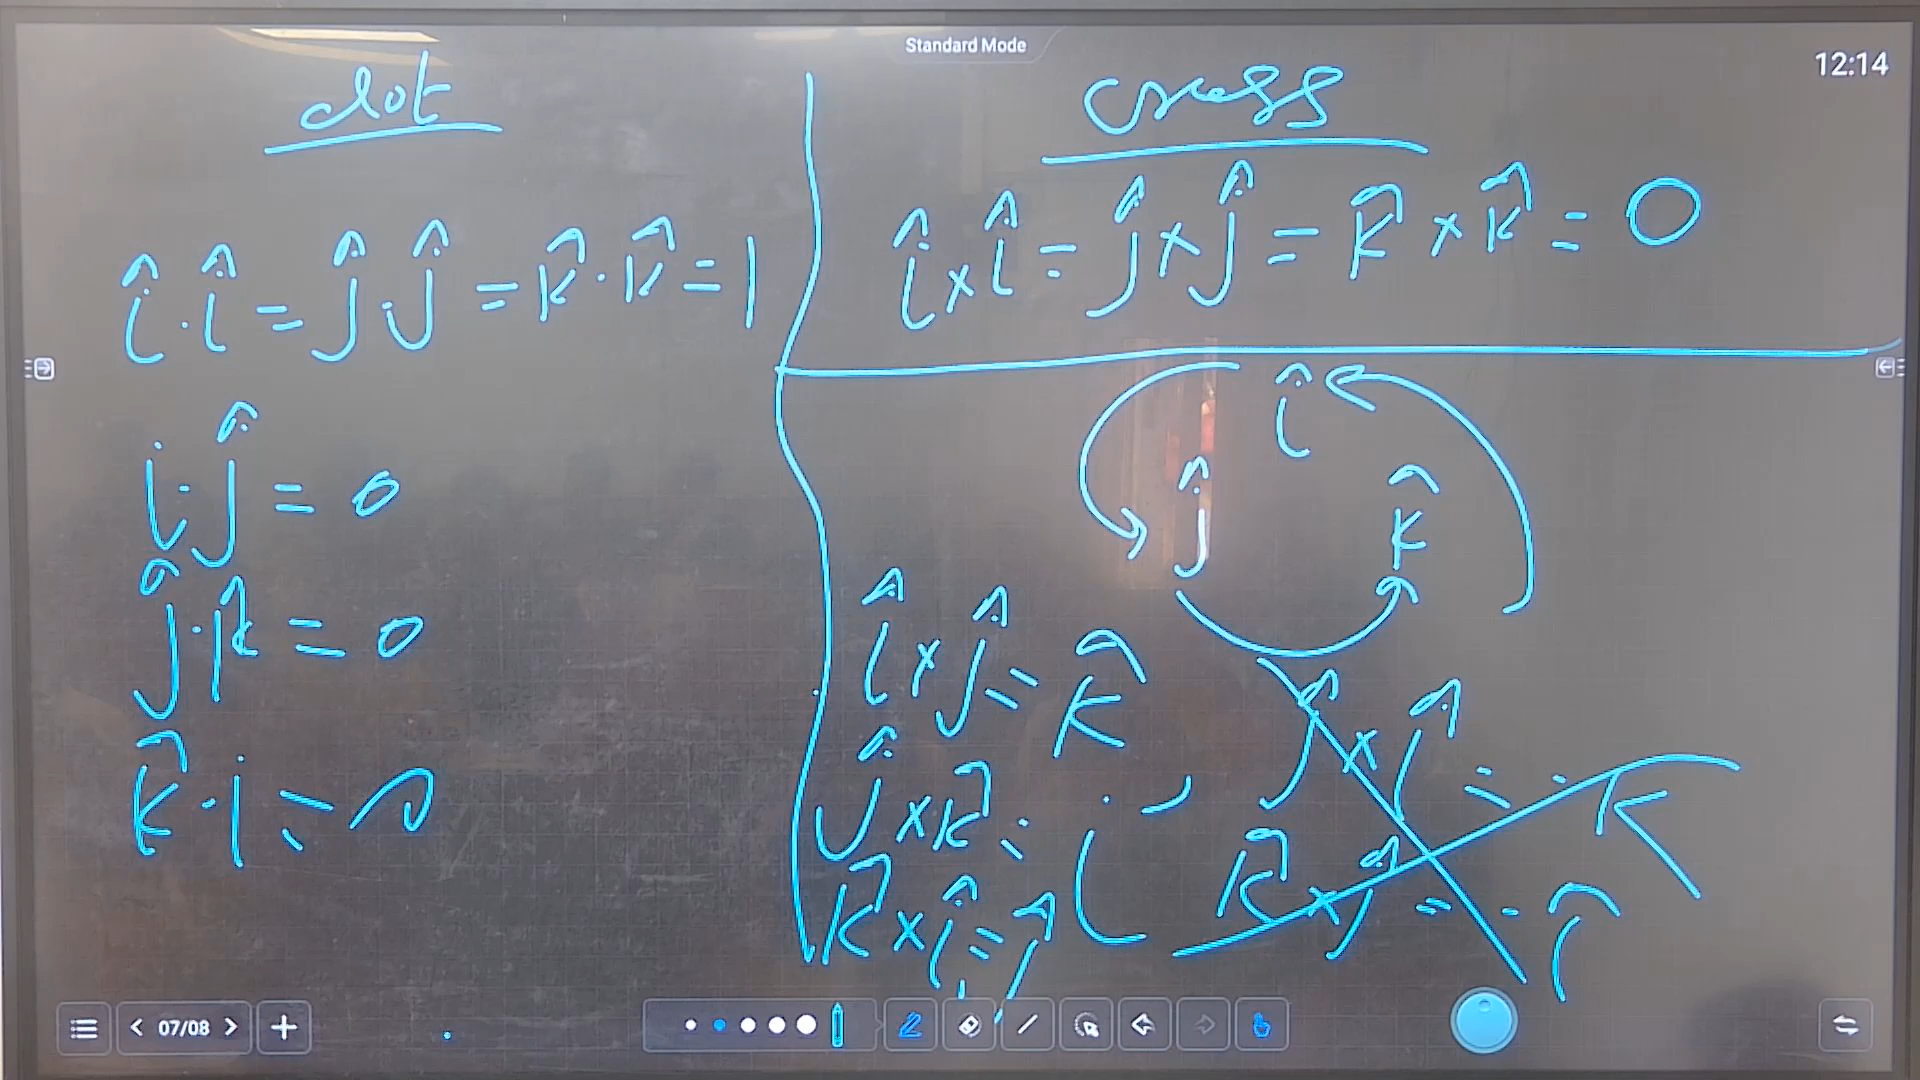 Standard Mode
12:14
dot
î · î = ĵ · ĵ = k̂ · k̂ = 1
i · ĵ = 0
ĵ · k̂ = 0
k̂ · i = 0
cross
î × î = ĵ × ĵ = k̂ × k̂ = 0
î
ĵ k̂
î × ĵ = k̂
ĵ × k̂ = i
k̂ × î = ĵ
ĵ × î = - k̂
k̂ × ĵ = - î
07/08